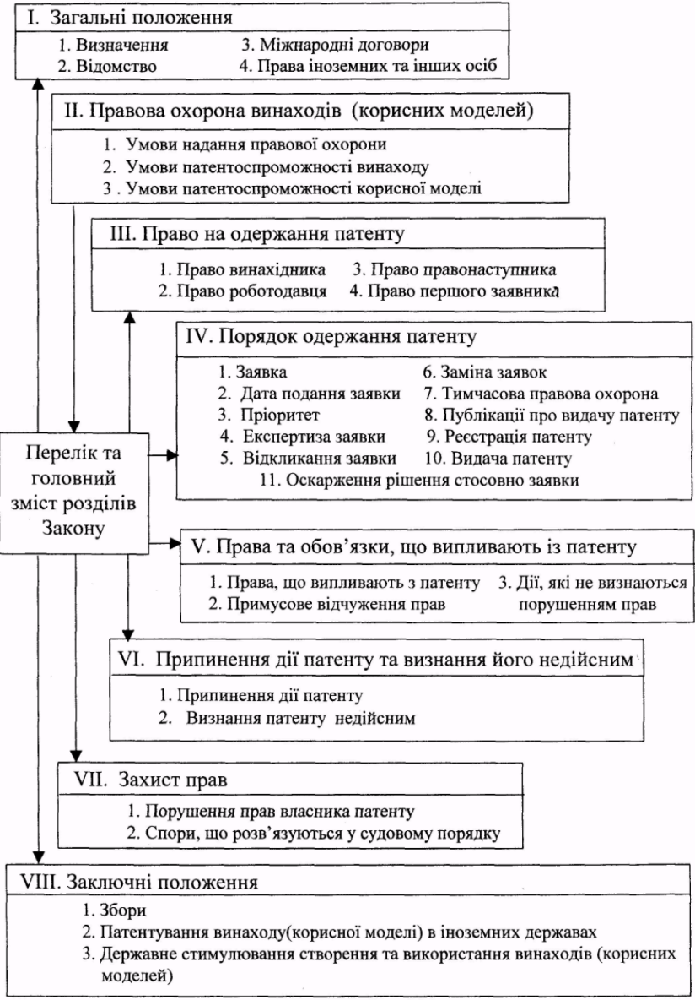 I. Загальні положення
1. Визначення 3. Міжнародні договори
2. Відомство 4. Права іноземних та інших осіб
II. Правова охорона винаходів (корисних моделей)
1. Умови надання правової охорони
2. Умови патентоспроможності винаходу
3 . Умови патентоспроможності корисної моделі
III. Право на одержання патенту
1. Право винахідника 3. Право правонаступника
2. Право роботодавця 4. Право першого заявника
IV. Порядок одержання патенту
1. Заявка 6. Заміна заявок
2. Дата подання заявки 7. Тимчасова правова охорона
3. Пріоритет 8. Публікації про видачу патенту
4. Експертиза заявки 9. Реєстрація патенту
5. Відкликання заявки 10. Видача патенту
11. Оскарження рішення стосовно заявки
Перелік та
головний
зміст розділів
Закону
V. Права та обов’язки, що випливають із патенту
1. Права, що випливають з патенту 3. Дії, які не визнаються
2. Примусове відчуження прав порушенням прав
VI. Припинення дії патенту та визнання його недійсним
1. Припинення дії патенту
2. Визнання патенту недійсним
VII. Захист прав
1. Порушення прав власника патенту
2. Спори, що розв’язуються у судовому порядку
VIII. Заключні положення
1. Збори
2. Патентування винаходу(корисної моделі) в іноземних державах
3. Державне стимулювання створення та використання винаходів (корисних
моделей)